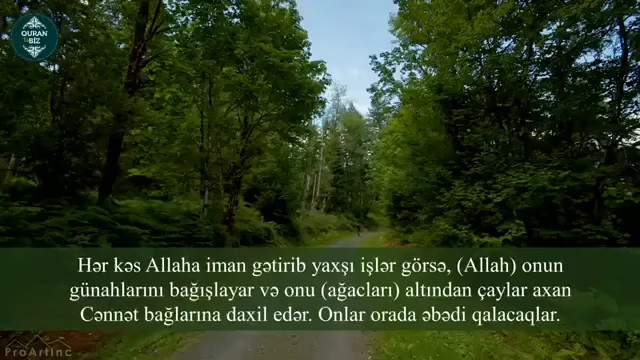 QURAN
BİZ
Hər kəs Allaha iman gətirib yaxşı işlər görsə, (Allah) onun
günahlarını bağışlayar və onu (ağacları) altından çaylar axan
Cənnət bağlarına daxil edər. Onlar orada əbədi qalacaqlar.
ProArtInc